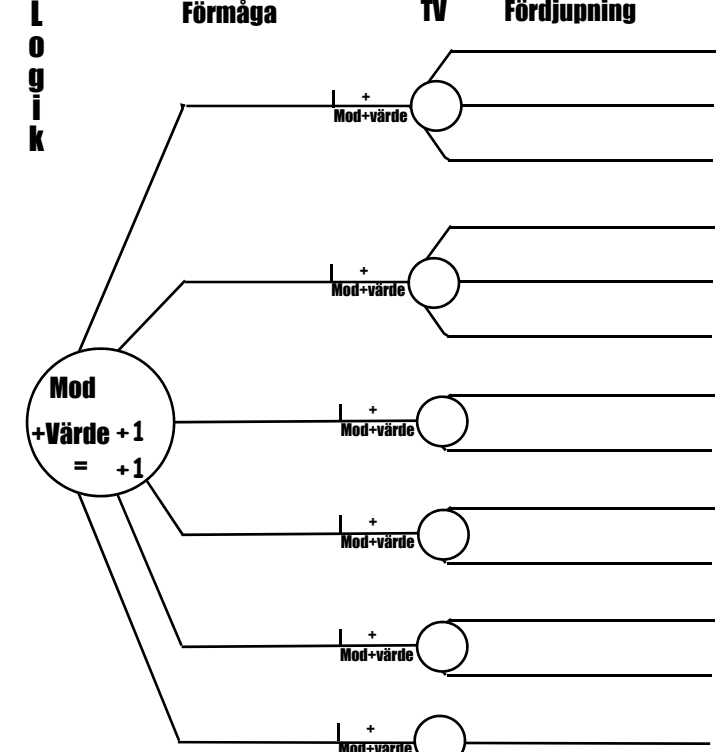 Logik
Förmåga TV Fördjupning
+
Mod+värde
+
Mod+värde
Mod
+Värde +1
= +1
+
Mod+värde
+
Mod+värde
+
Mod+värde
+
Mod+värde